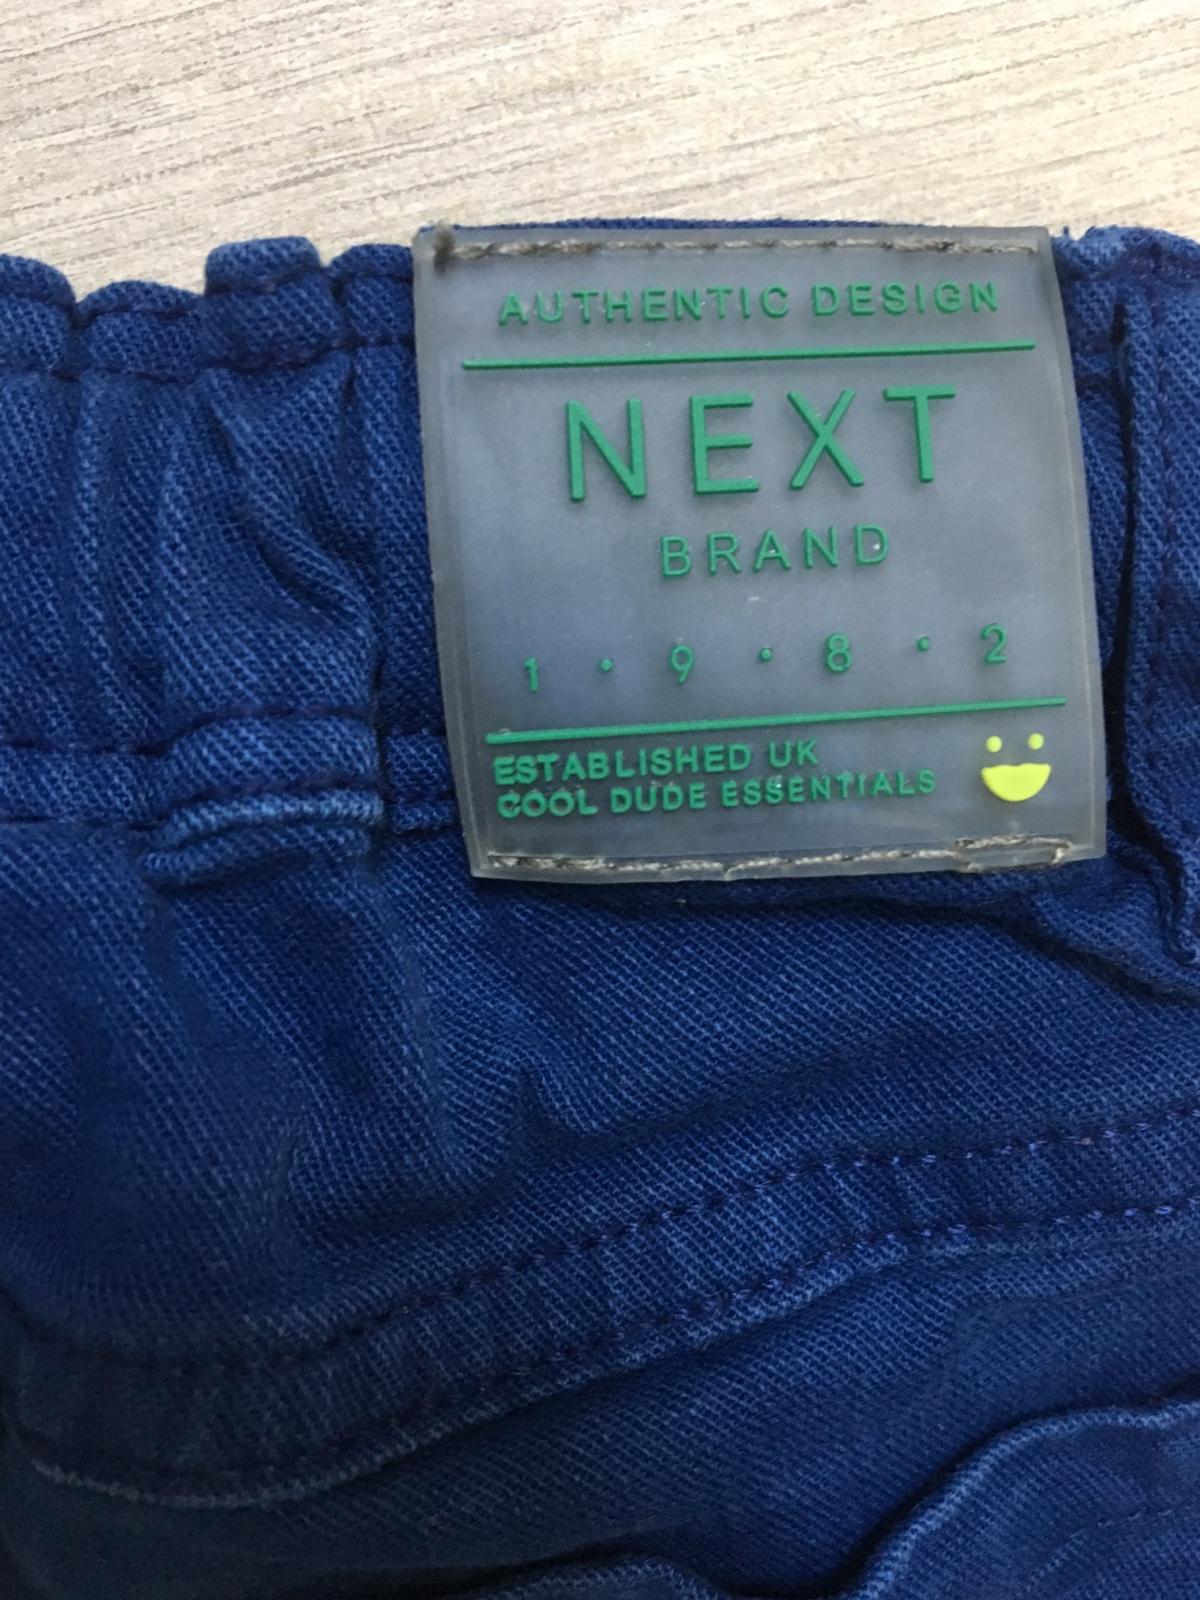 AUTHENTIC DESIGN
NEXT
BRAND
1 • 9 • 8 • 2
ESTABLISHED UK
COOL DUDE ESSENTIALS